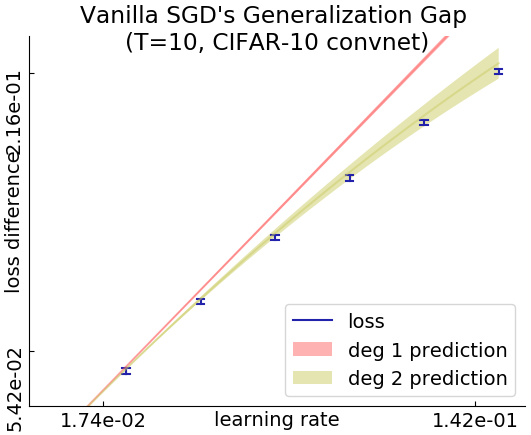 Vanilla SGD's Generalization Gap
(T=10, CIFAR-10 convnet)
2.16e-01
loss difference
5.42e-02
loss
deg 1 prediction
deg 2 prediction
1.74e-02
learning rate
1.42e-01